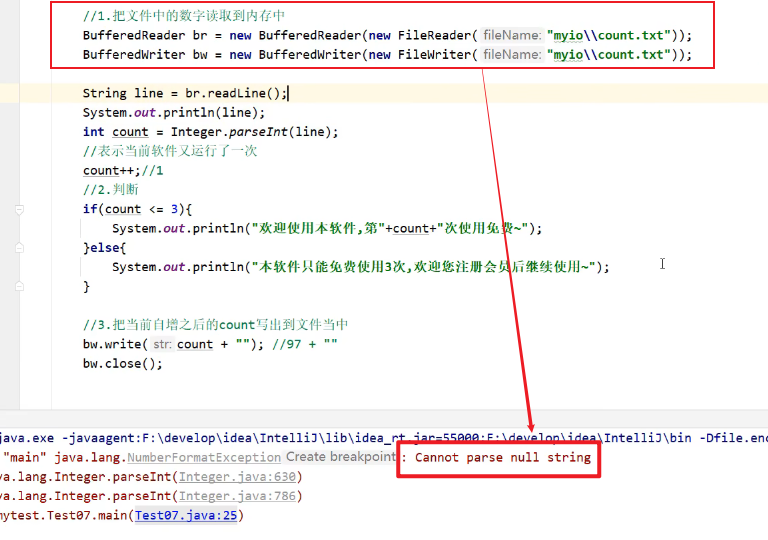 //1.把文件中的数字读取到内存中
BufferedReader br = new BufferedReader(new FileReader( fileName: "myio\\count.txt"));
BufferedWriter bw = new BufferedWriter(new FileWriter( fileName: "myio\\count.txt"));
String line = br.readLine();
System.out.println(line);
int count = Integer.parseInt(line);
//表示当前软件又运行了一次
count++;//1
//2.判断
if(count <= 3){
System.out.println("欢迎使用本软件,第"+count+"次使用免费~");
}else{
System.out.println("本软件只能免费使用3次,欢迎您注册会员后继续使用~");
}
//3.把当前自增之后的count写出到文件当中
bw.write( str: count + ""); //97 + ""
bw.close();
java.exe -javaagent:F:\develop\idea\IntelliJ\lib\idea_rt.jar=55000:F:\develop\idea\IntelliJ\bin -Dfile.enc
"main" java.lang.NumberFormatException Create breakpoint : Cannot parse null string
va.lang.Integer.parseInt(Integer.java:630)
va.lang.Integer.parseInt(Integer.java:786)
mytest.Test07.main(Test07.java:25)